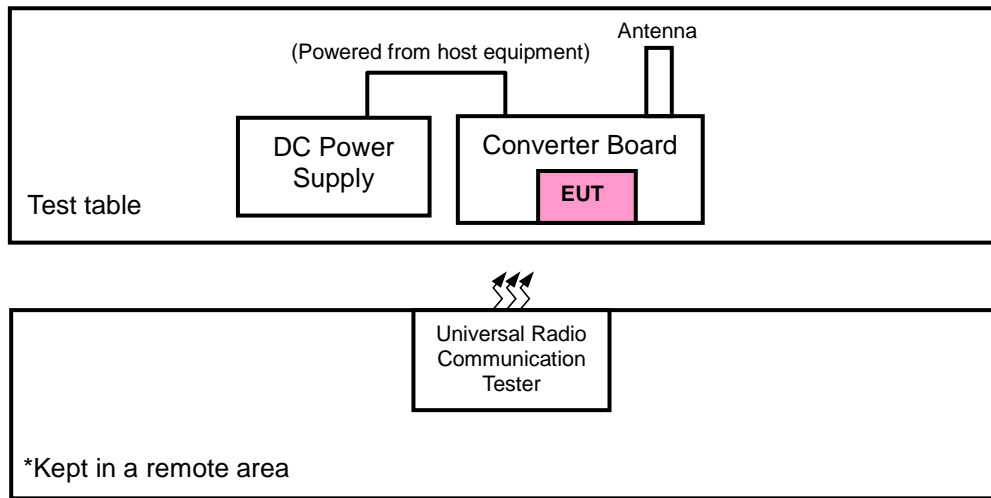 Antenna
(Powered from host equipment)
DC Power
Supply
Converter Board
EUT
Test table
Universal Radio
Communication
Tester
*Kept in a remote area